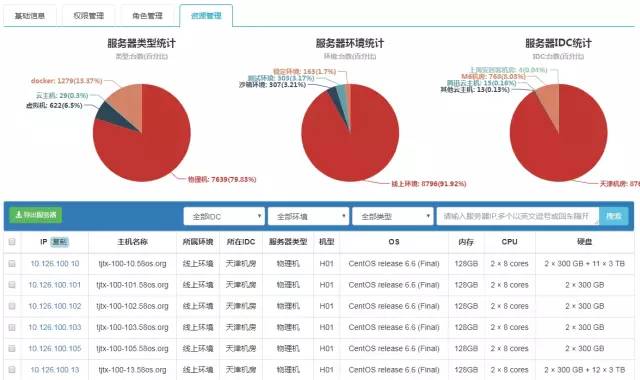 基础信息 权限管理 角色管理 资源管理
服务器类型统计 服务器环境统计 服务器IDC统计
类型:台数(百分比) 环境:台数(百分比) IDC:台数(百分比)
docker: 1279(13.37%)
云主机: 29(0.3%)
虚拟机: 622(6.5%)
物理机: 7639(79.83%)
稳定环境: 163(1.7%)
测试环境: 303(3.17%)
沙箱环境: 307(3.21%)
线上环境: 8796(91.92%)
4(0.04%)
M6机房: 768(8.03%)
腾讯云主机: 15(0.16%)
其他云主机: 13(0.13%)
天津机房: 8
导出服务器 全部IDC 全部环境 全部类型 请输入服务器IP,多个以英文逗号或回车隔开 搜索
IP 复制 主机名称 所属环境 所在IDC 服务器类型 机型 OS 内存 CPU 硬盘
10.126.100.10 tjtx-100-10.58os.org 线上环境 天津机房 物理机 H01 CentOS release 6.6 (Final) 128GB 2 × 8 cores 2 × 300 GB + 11 × 3 TB
10.126.100.101 tjtx-100-101.58os.org 线上环境 天津机房 物理机 H01 CentOS release 6.6 (Final) 128GB 2 × 8 cores 2 × 300 GB
10.126.100.102 tjtx-100-102.58os.org 线上环境 天津机房 物理机 H01 CentOS release 6.6 (Final) 128GB 2 × 8 cores 2 × 300 GB
10.126.100.103 tjtx-100-103.58os.org 线上环境 天津机房 物理机 H01 CentOS release 6.6 (Final) 128GB 2 × 8 cores 2 × 300 GB
10.126.100.105 tjtx-100-105.58os.org 线上环境 天津机房 物理机 H01 CentOS release 6.6 (Final) 128GB 2 × 8 cores 2 × 300 GB
10.126.100.13 tjtx-100-13.58os.org 线上环境 天津机房 物理机 H01 CentOS release 6.6 (Final) 128GB 2 × 8 cores 2 × 300 GB + 12 × 3 TB